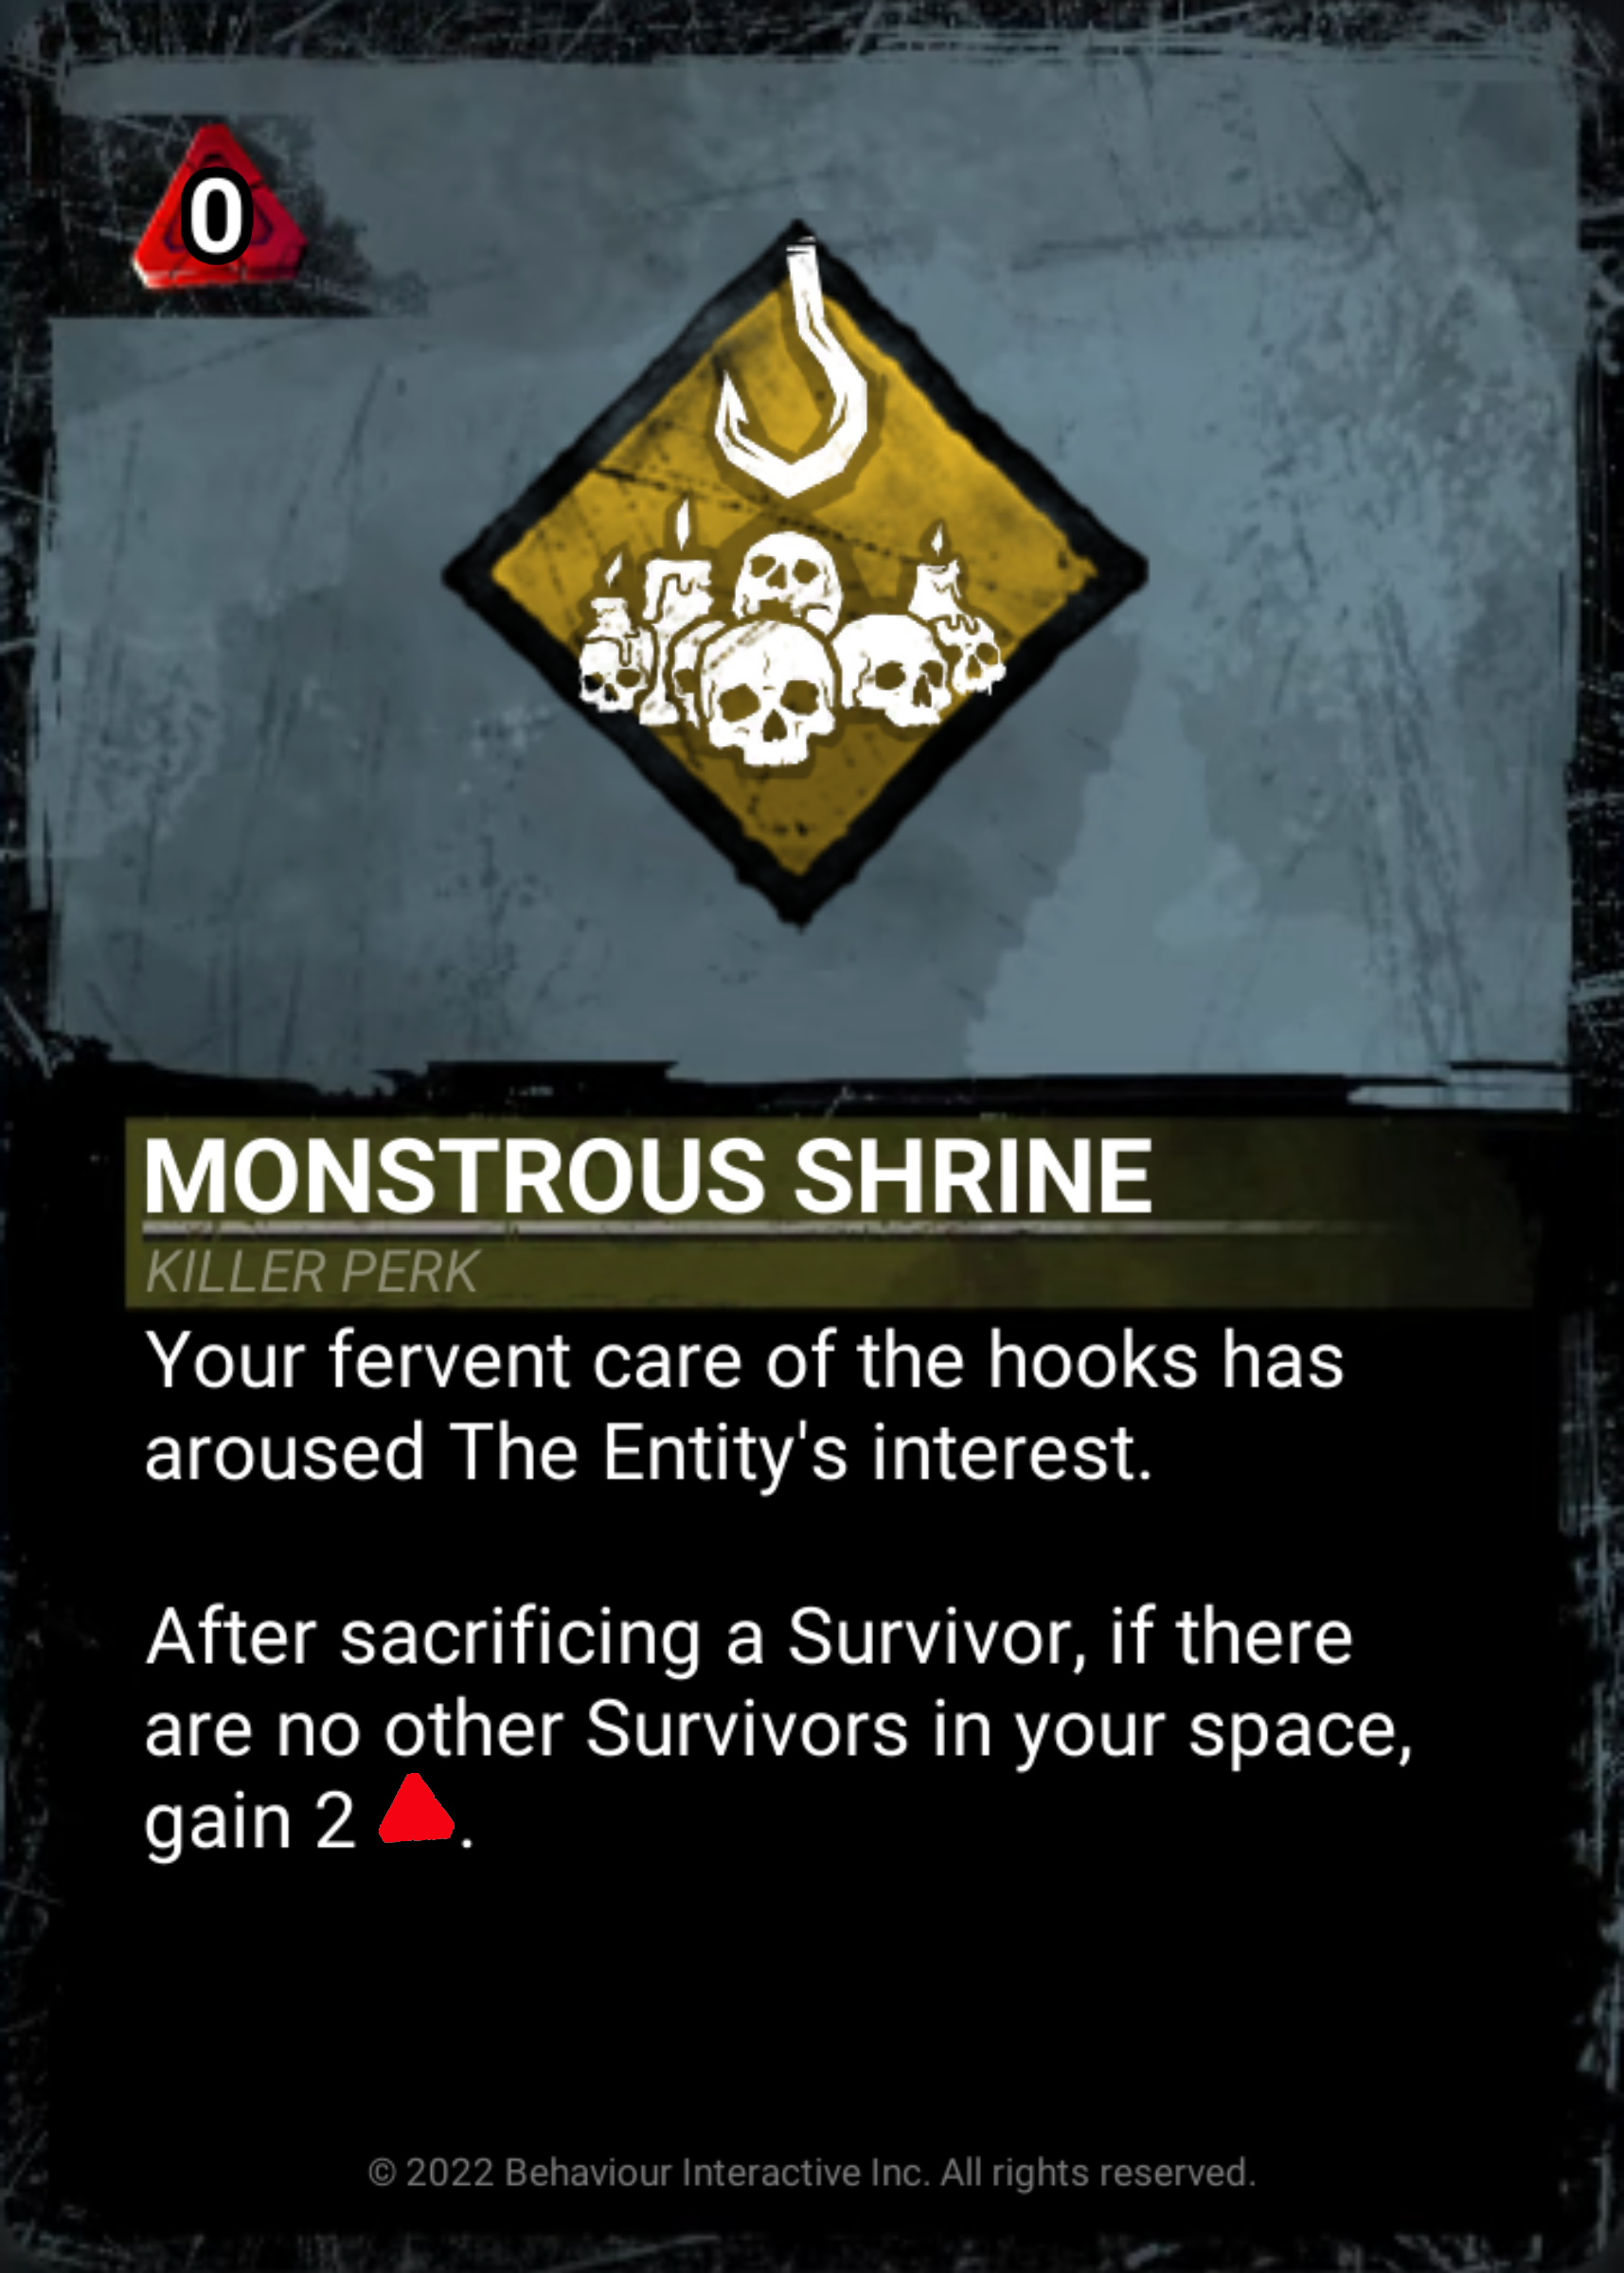 0
MONSTROUS SHRINE
KILLER PERK
Your fervent care of the hooks has
aroused The Entity's interest.
After sacrificing a Survivor, if there
are no other Survivors in your space,
gain 2 .
© 2022 Behaviour Interactive Inc. All rights reserved.